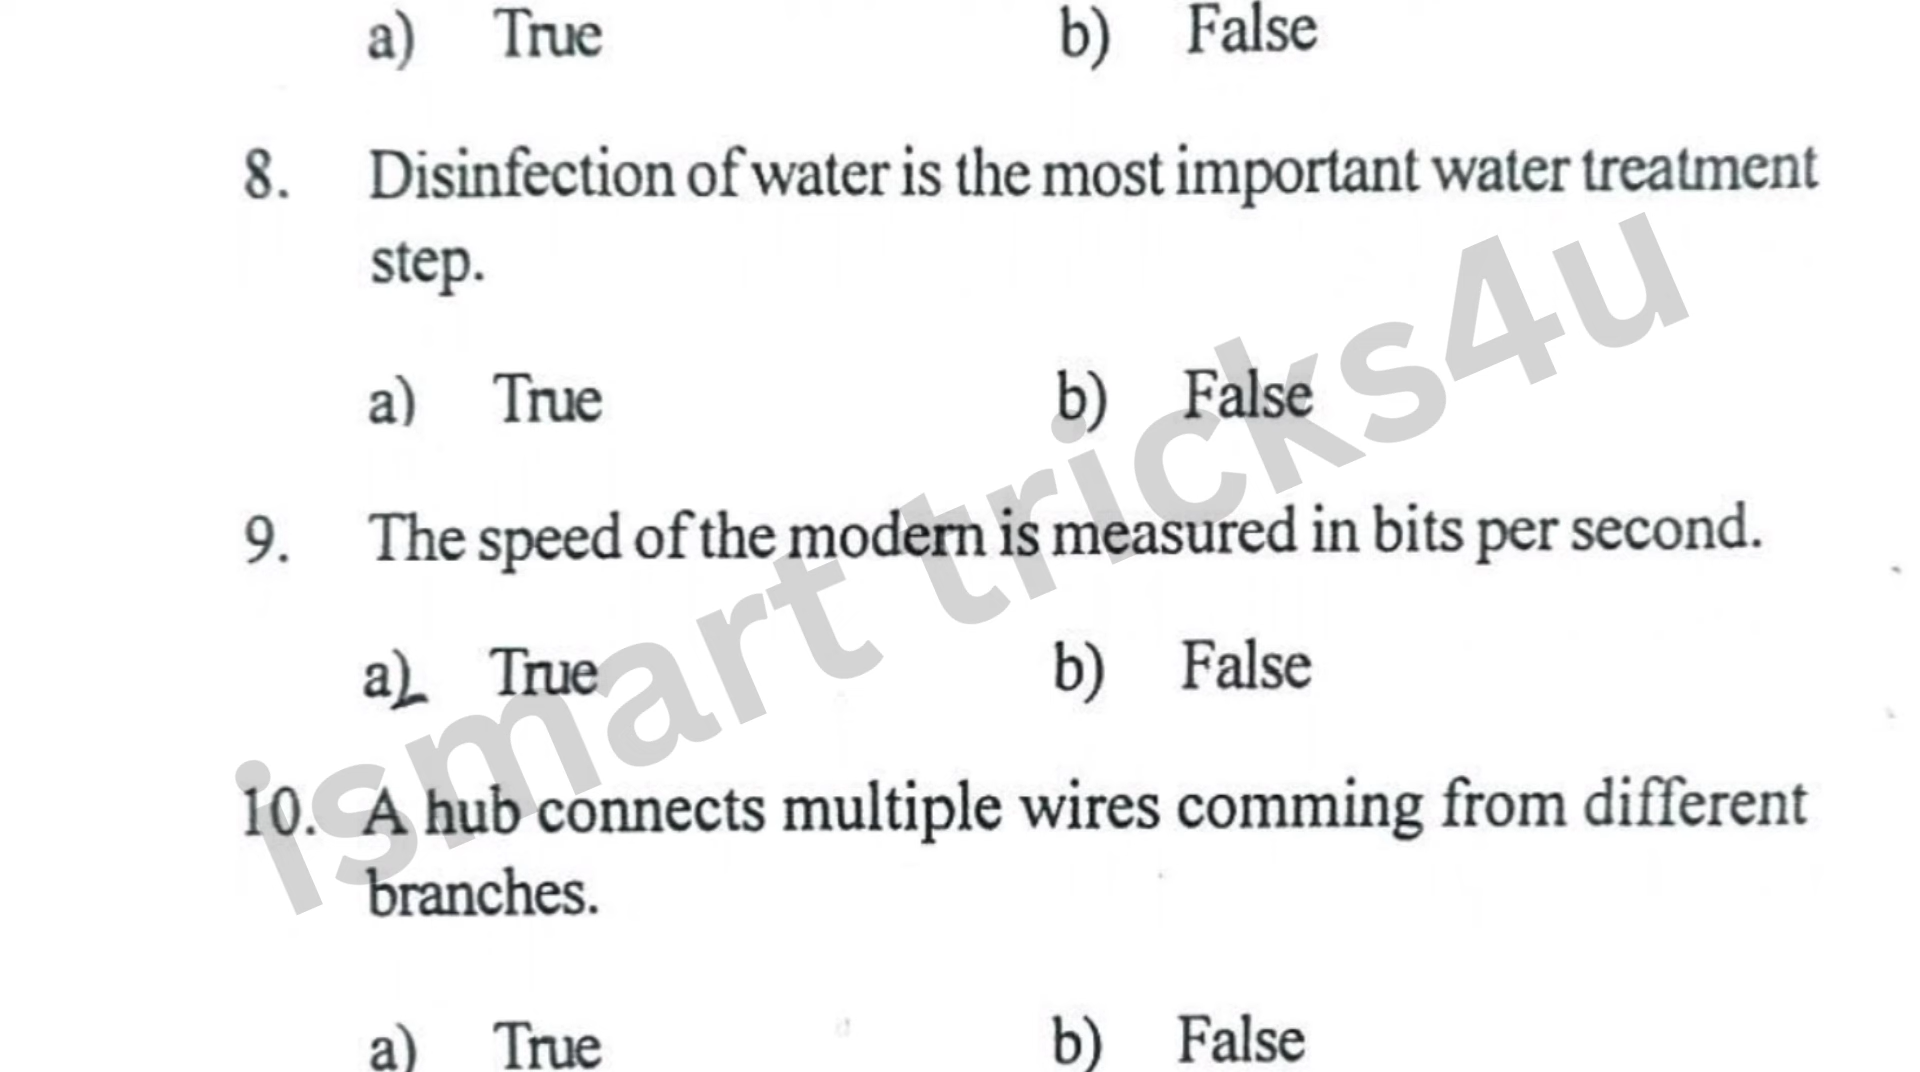 a) True b) False
8. Disinfection of water is the most important water treatment
step.
a) True b) False
9. The speed of the modem is measured in bits per second.
a) True b) False
10. A hub connects multiple wires comming from different
branches.
a) True b) False
ismart tricks4u